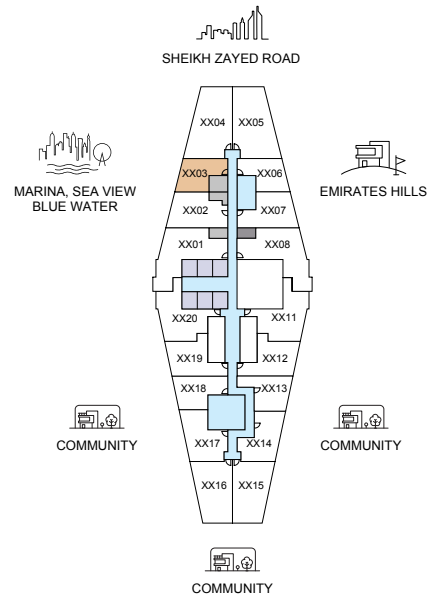 SHEIKH ZAYED ROAD
XX04 XX05
XX03 XX06
MARINA, SEA VIEW
BLUE WATER
EMIRATES HILLS
XX02 XX07
XX01 XX08
XX20 XX11
XX19 XX12
XX18 XX13
COMMUNITY
COMMUNITY
XX17 XX14
XX16 XX15
COMMUNITY